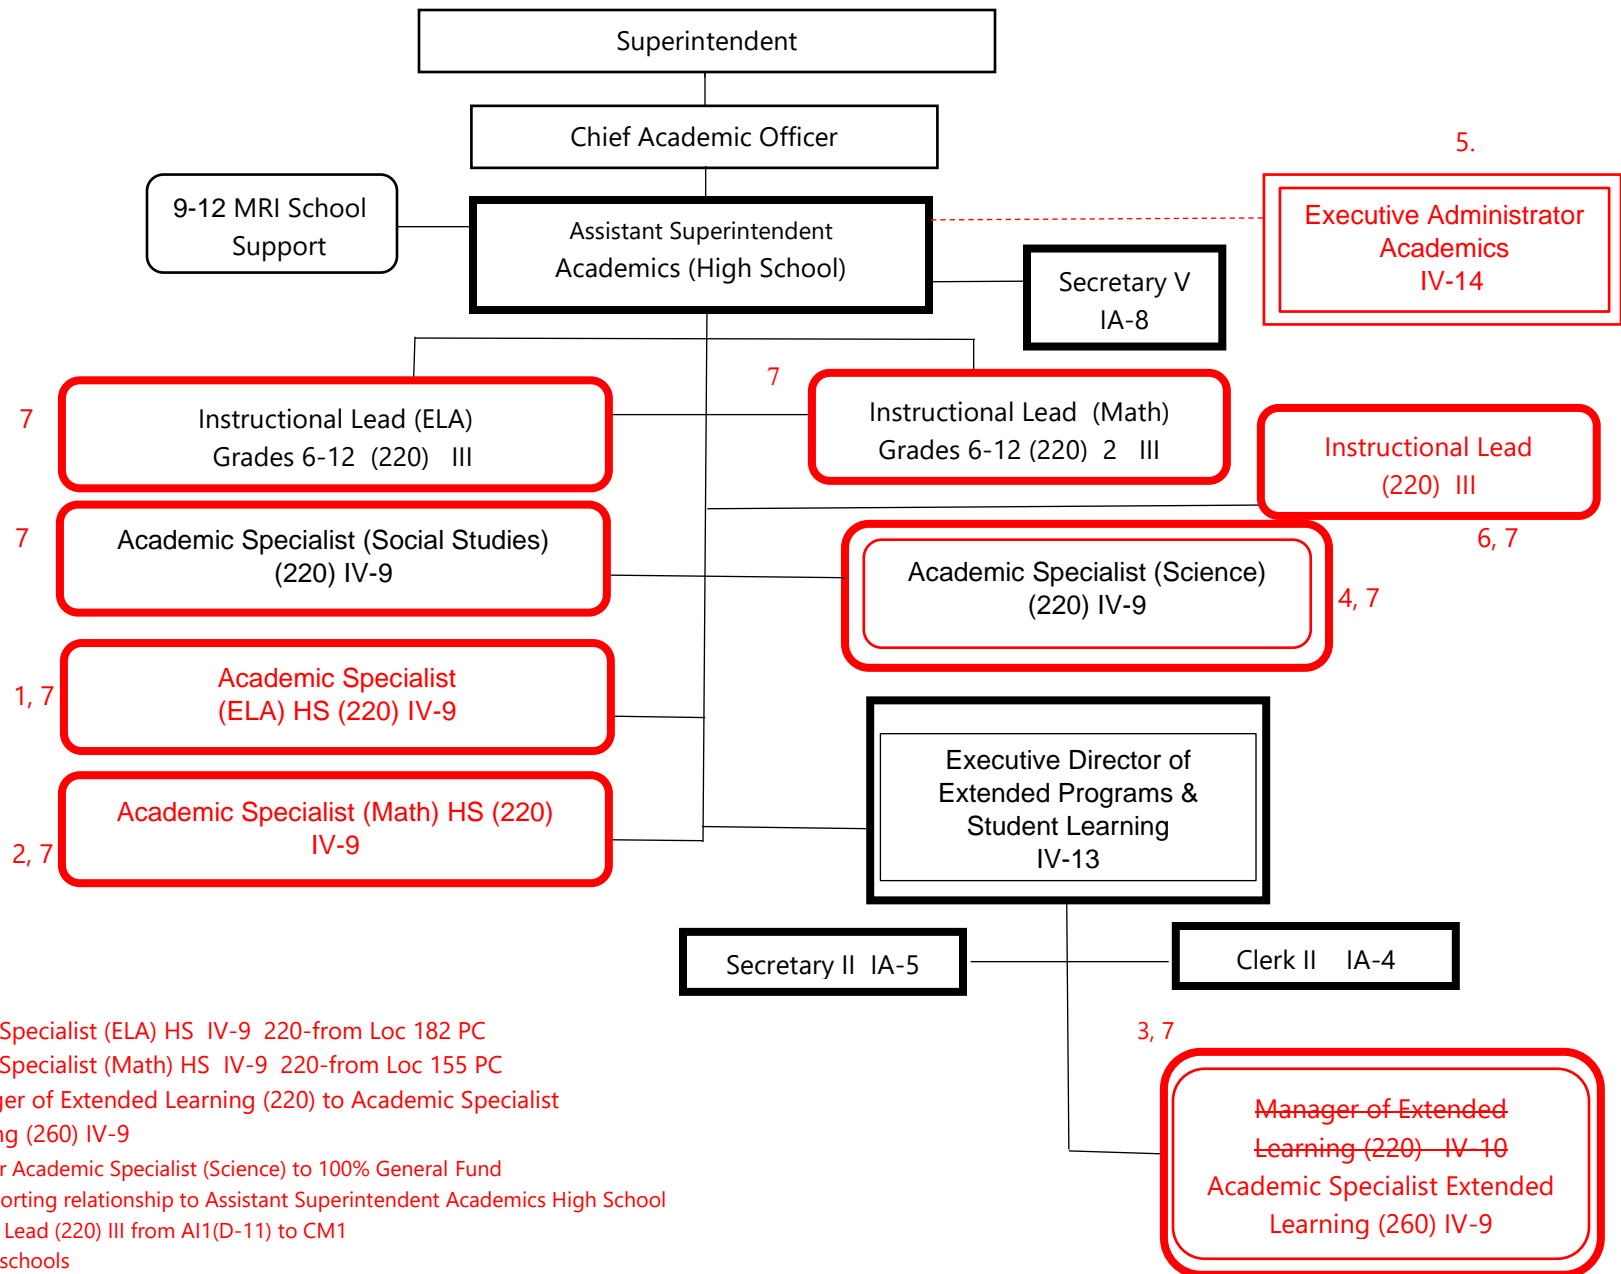 Superintendent
Chief Academic Officer
5.
9-12 MRI School
Support
Assistant Superintendent
Academics (High School)
Executive Administrator
Academics
IV-14
Secretary V
IA-8
7
Instructional Lead (ELA)
Grades 6-12 (220) III
7
Instructional Lead (Math)
Grades 6-12 (220) 2 III
Instructional Lead
(220) III
6, 7
7
Academic Specialist (Social Studies)
(220) IV-9
Academic Specialist (Science)
(220) IV-9
4, 7
1, 7
Academic Specialist
(ELA) HS (220) IV-9
2, 7
Academic Specialist (Math) HS (220)
IV-9
Executive Director of
Extended Programs &
Student Learning
IV-13
Secretary II IA-5
Clerk II IA-4
3, 7
Manager of Extended
Learning (220) IV-10
Academic Specialist Extended
Learning (260) IV-9
Specialist (ELA) HS IV-9 220-from Loc 182 PC
Specialist (Math) HS IV-9 220-from Loc 155 PC
ger of Extended Learning (220) to Academic Specialist
ng (260) IV-9
r Academic Specialist (Science) to 100% General Fund
orting relationship to Assistant Superintendent Academics High School
Lead (220) III from AI1(D-11) to CM1
schools